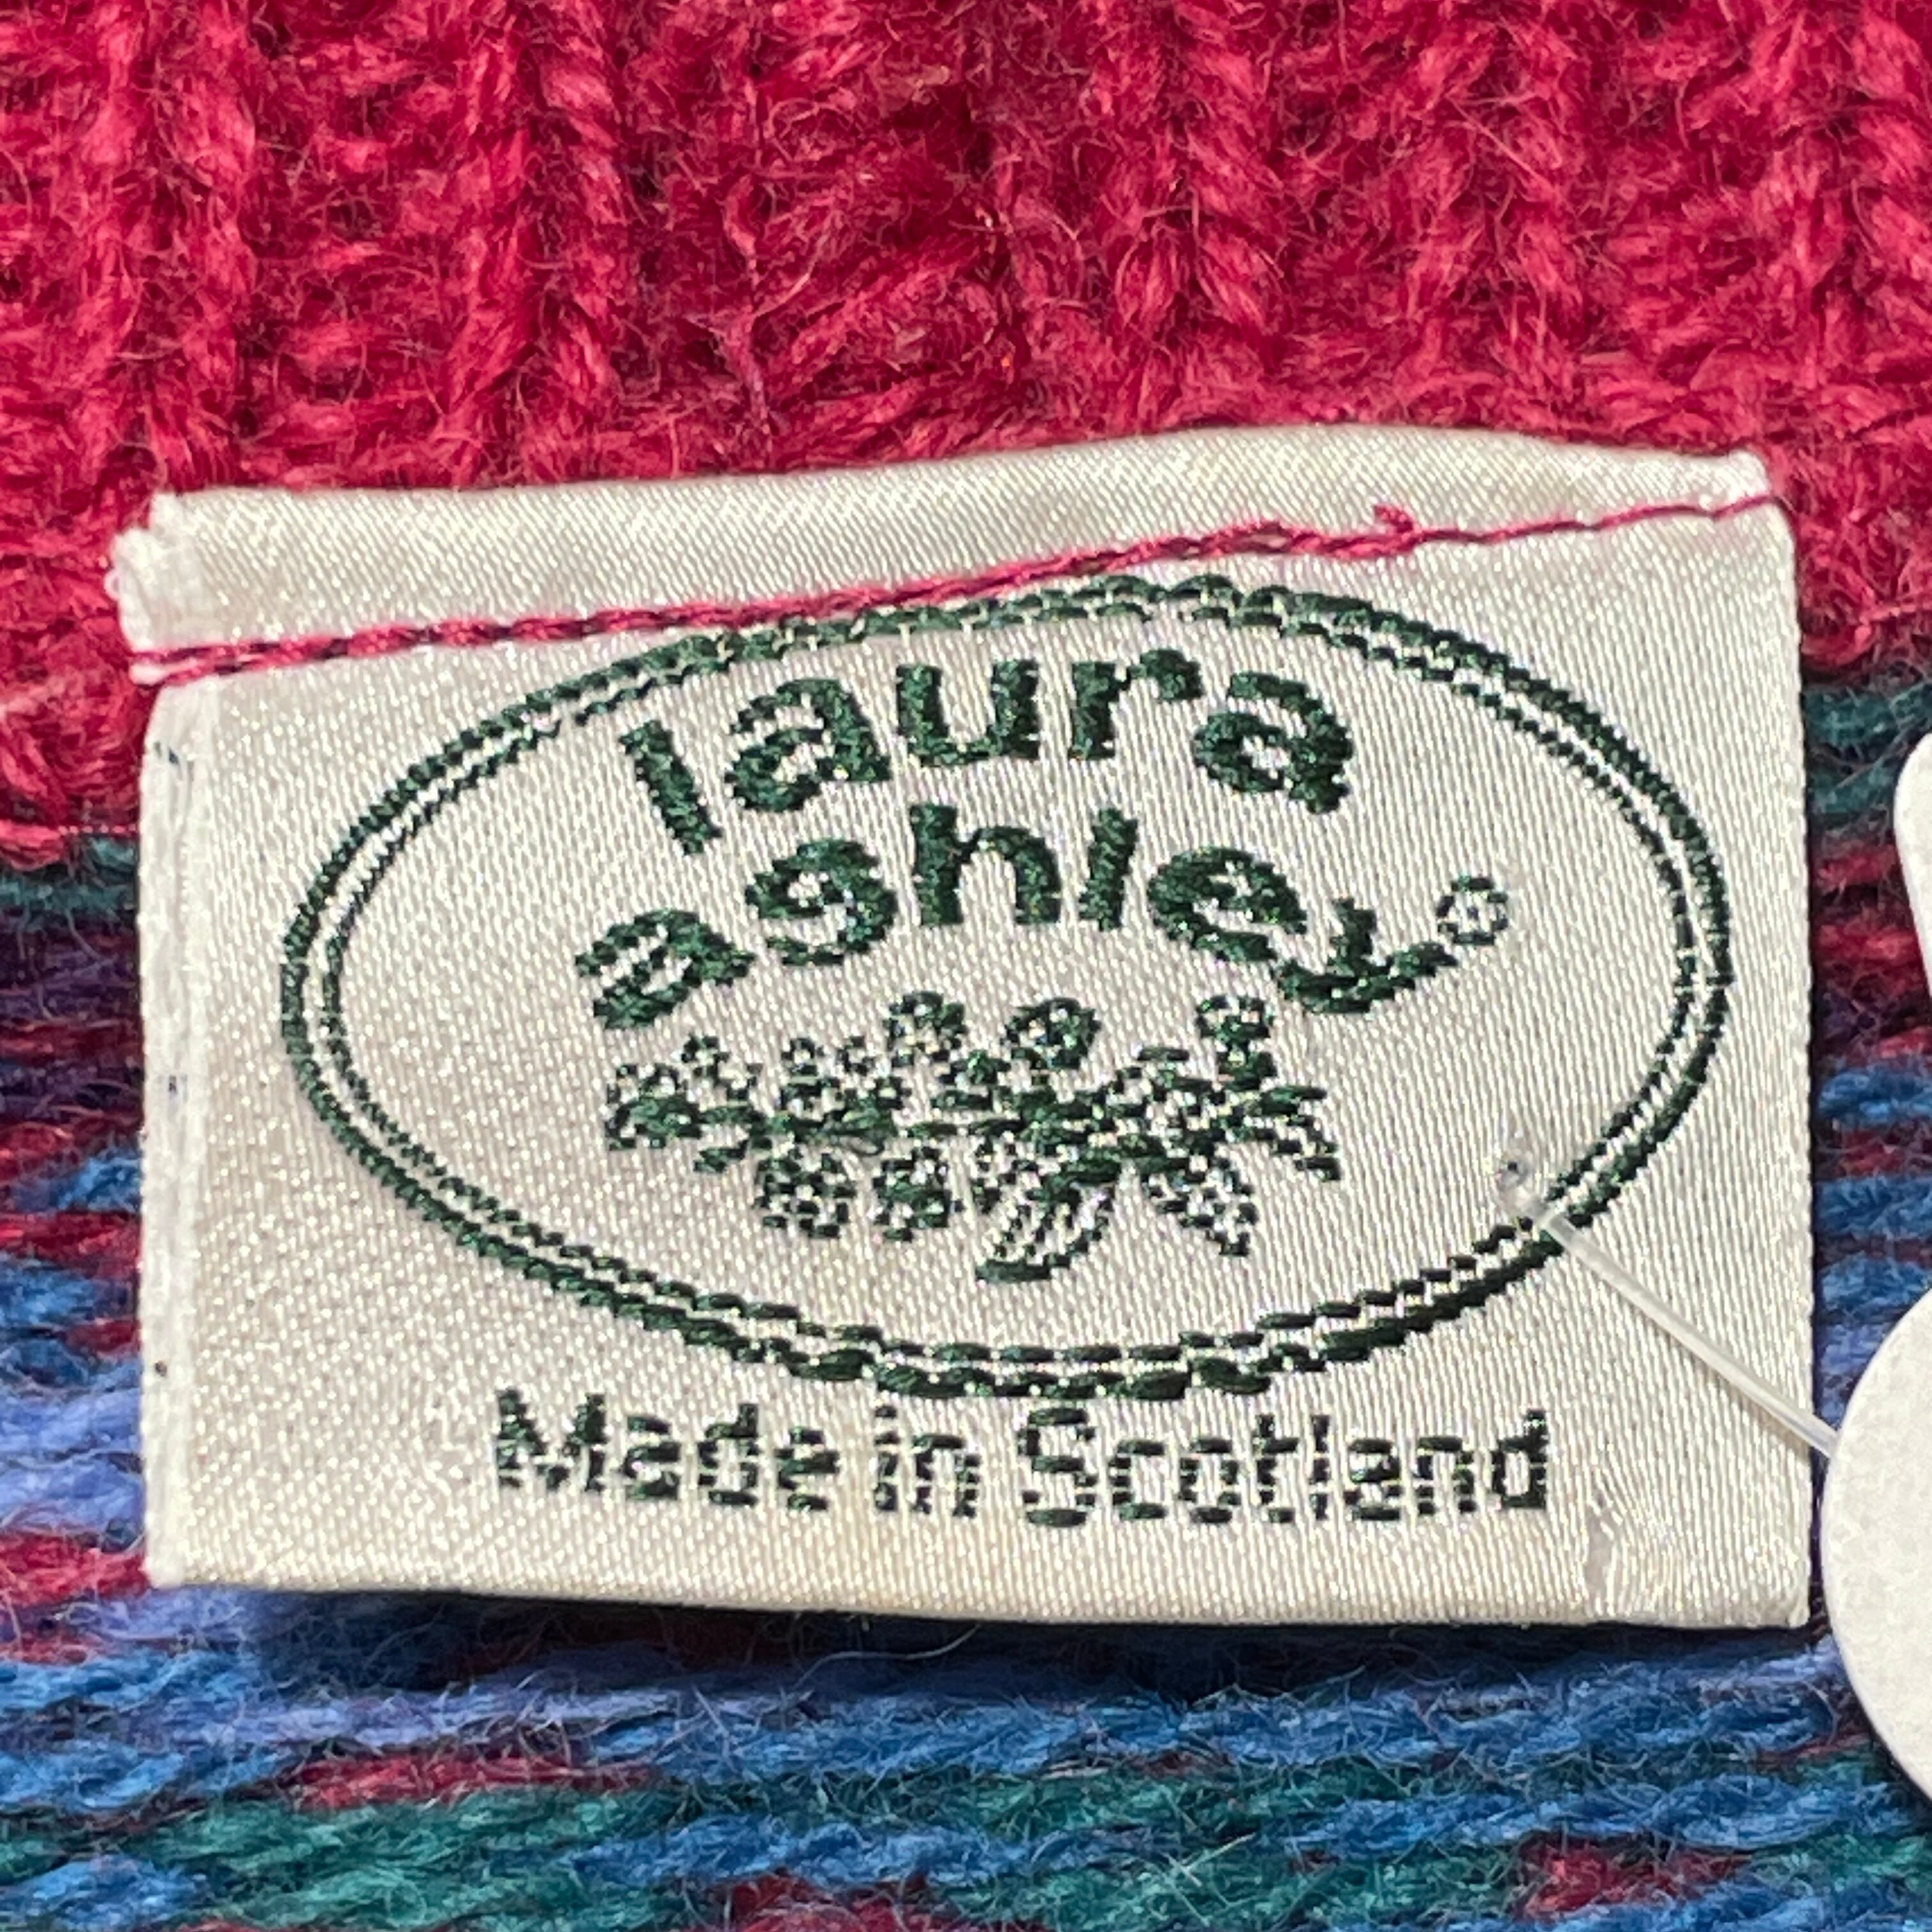 laura
ashley®
Made in Scotland